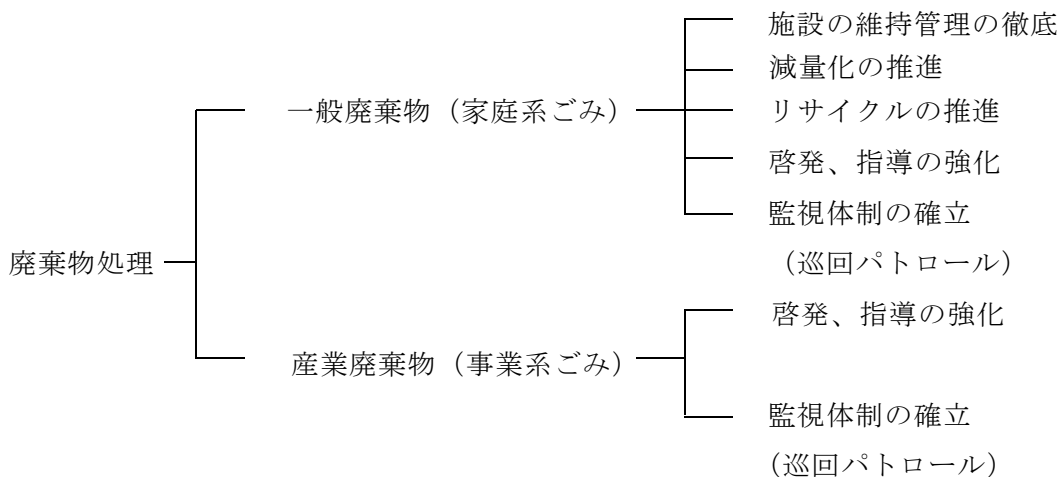 施設の維持管理の徹底
減量化の推進
一般廃棄物（家庭系ごみ）
リサイクルの推進
啓発、指導の強化
監視体制の確立
廃棄物処理
（巡回パトロール）
啓発、指導の強化
産業廃棄物（事業系ごみ）
監視体制の確立
（巡回パトロール）